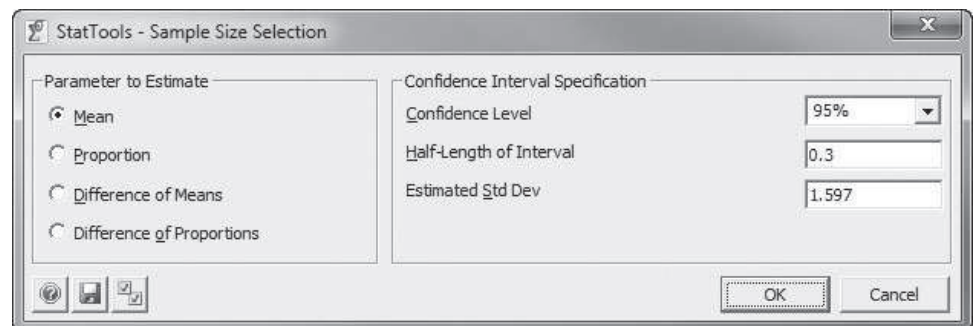 StatTools - Sample Size Selection
Parameter to Estimate
Mean
Proportion
Difference of Means
Difference of Proportions
Confidence Interval Specification
Confidence Level
95%
Half-Length of Interval
0.3
Estimated Std Dev
1.597
OK
Cancel